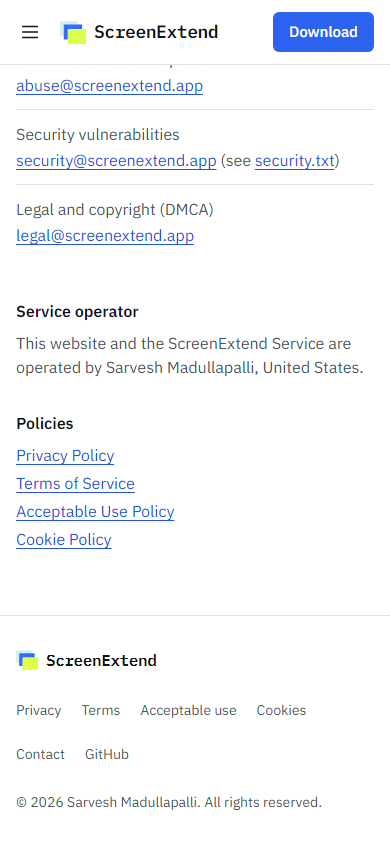 ScreenExtend
Download
abuse@screenextend.app
Security vulnerabilities
security@screenextend.app (see security.txt)
Legal and copyright (DMCA)
legal@screenextend.app
Service operator
This website and the ScreenExtend Service are
operated by Sarvesh Madullapalli, United States.
Policies
Privacy Policy
Terms of Service
Acceptable Use Policy
Cookie Policy
ScreenExtend
Privacy Terms Acceptable use Cookies
Contact GitHub
© 2026 Sarvesh Madullapalli. All rights reserved.